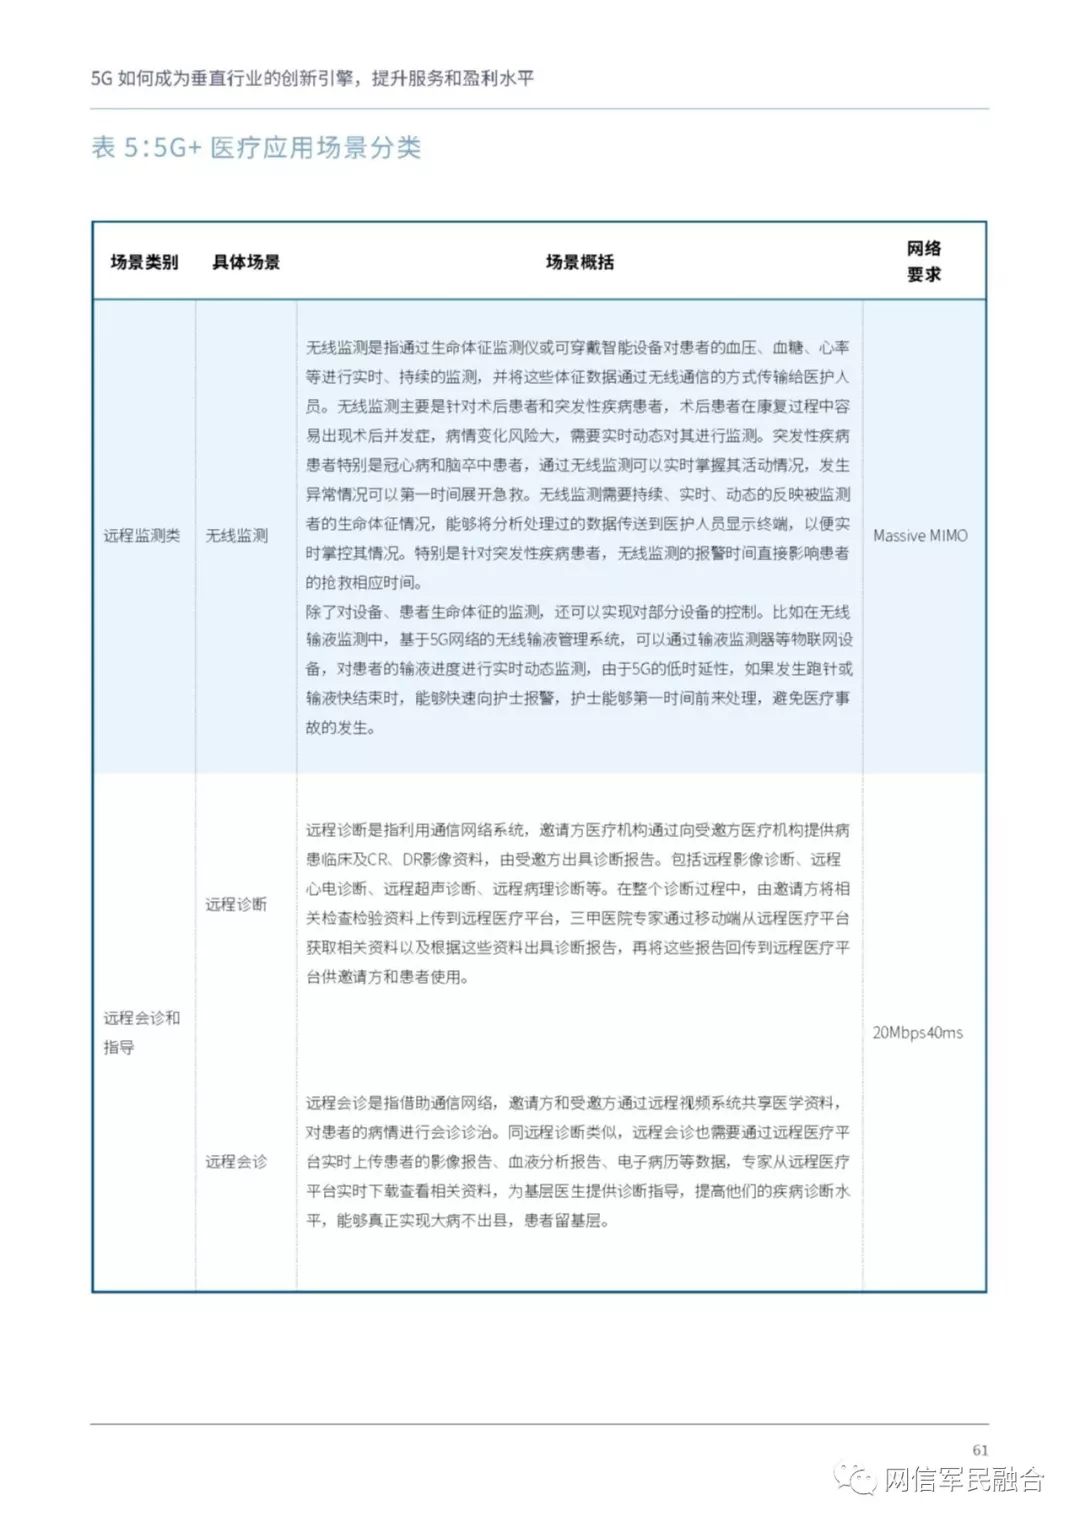 5G 如何成为垂直行业的创新引擎，提升服务和盈利水平
表 5：5G+ 医疗应用场景分类
场景类别
具体场景
场景概括
网络
要求
远程监测类
无线监测
无线监测是指通过生命体征监测仪或可穿戴智能设备对患者的血压、血糖、心率
等进行实时、持续的监测，并将这些体征数据通过无线通信的方式传输给医护人
员。无线监测主要是针对术后患者和突发性疾病患者，术后患者在康复过程中容
易出现术后并发症，病情变化风险大，需要实时动态对其进行监测。突发性疾病
患者特别是冠心病和脑卒中患者，通过无线监测可以实时掌握其活动情况，发生
异常情况可以第一时间展开急救。无线监测需要持续、实时、动态的反映被监测
者的生命体征情况，能够将分析处理过的数据传送到医护人员显示终端，以便实
时掌控其情况。特别是针对突发性疾病患者，无线监测的报警时间直接影响患者
的抢救相应时间。
除了对设备、患者生命体征的监测，还可以实现对部分设备的控制。比如在无线
输液监测中，基于5G网络的无线输液管理系统，可以通过输液监测器等物联网设
备，对患者的输液进度进行实时动态监测，由于5G的低时延性，如果发生跑针或
输液快结束时，能够快速向护士报警，护士能够第一时间前来处理，避免医疗事
故的发生。
Massive MIMO
远程会诊和
指导
远程诊断
远程诊断是指利用通信网络系统，邀请方医疗机构通过向受邀方医疗机构提供病
患临床及CR、DR影像资料，由受邀方出具诊断报告。包括远程影像诊断、远程
心电诊断、远程超声诊断、远程病理诊断等。在整个诊断过程中，由邀请方将相
关检查检验资料上传到远程医疗平台，三甲医院专家通过移动端从远程医疗平台
获取相关资料以及根据这些资料出具诊断报告，再将这些报告回传到远程医疗平
台供邀请方和患者使用。
20Mbps40ms
远程会诊
远程会诊是指借助通信网络，邀请方和受邀方通过远程视频系统共享医学资料，
对患者的病情进行会诊诊治。同远程诊断类似，远程会诊也需要通过远程医疗平
台实时上传患者的影像报告、血液分析报告、电子病历等数据，专家从远程医疗
平台实时下载查看相关资料，为基层医生提供诊断指导，提高他们的疾病诊断水
平，能够真正实现大病不出县，患者留基层。
61
网信军民融合